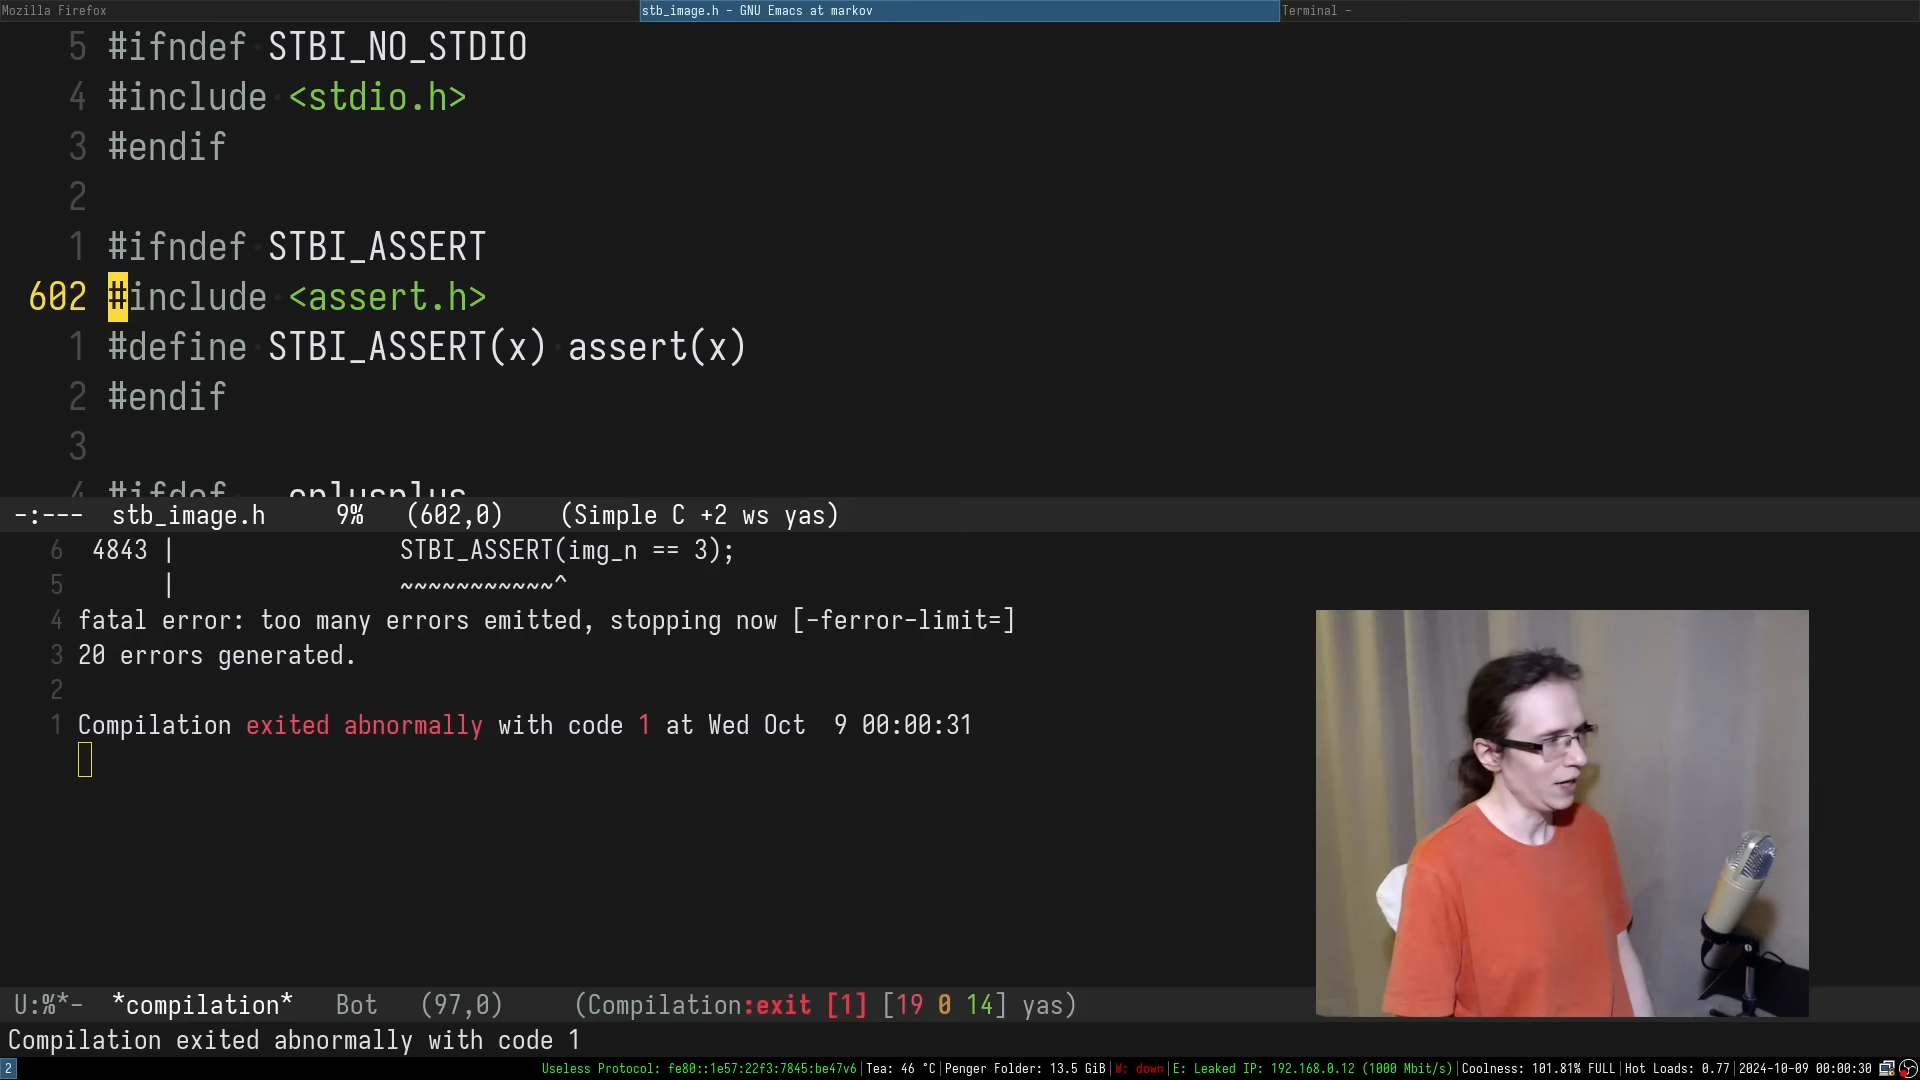 Mozilla Firefox
stb_image.h - GNU Emacs at markov
Terminal -
5 #ifndef STBI_NO_STDIO
4 #include <stdio.h>
3 #endif
2
1 #ifndef STBI_ASSERT
602 #include <assert.h>
1 #define STBI_ASSERT(x) assert(x)
2 #endif
3
4 #ifdef __cplusplus
-:--- stb_image.h 9% (602,0) (Simple C +2 ws yas)
6 4843 | STBI_ASSERT(img_n == 3);
5 | ~~~~~~~~~~~^
4 fatal error: too many errors emitted, stopping now [-ferror-limit=]
3 20 errors generated.
2
1 Compilation exited abnormally with code 1 at Wed Oct 9 00:00:31
U:%*- *compilation* Bot (97,0) (Compilation:exit [1] [19 0 14] yas)
Compilation exited abnormally with code 1
2 Useless Protocol: fe80::1e57:22f3:7845:be47v6|Tea: 46 °C|Penger Folder: 13.5 GiB|W: down|E: Leaked IP: 192.168.0.12 (1000 Mbit/s)|Coolness: 101.81% FULL|Hot Loads: 0.77|2024-10-09 00:00:30